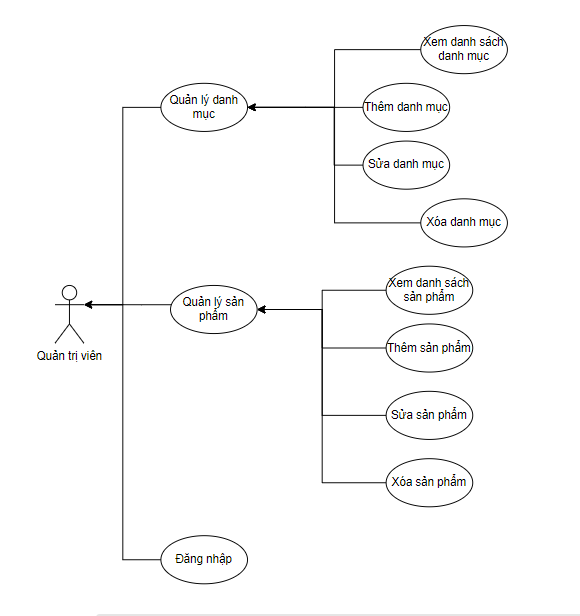 Xem danh sách
danh mục
Quản lý danh
mục
Thêm danh mục
Sửa danh mục
Xóa danh mục
Xem danh sách
sản phẩm
Quản lý sản
phẩm
Thêm sản phẩm
Quản trị viên
Sửa sản phẩm
Xóa sản phẩm
Đăng nhập